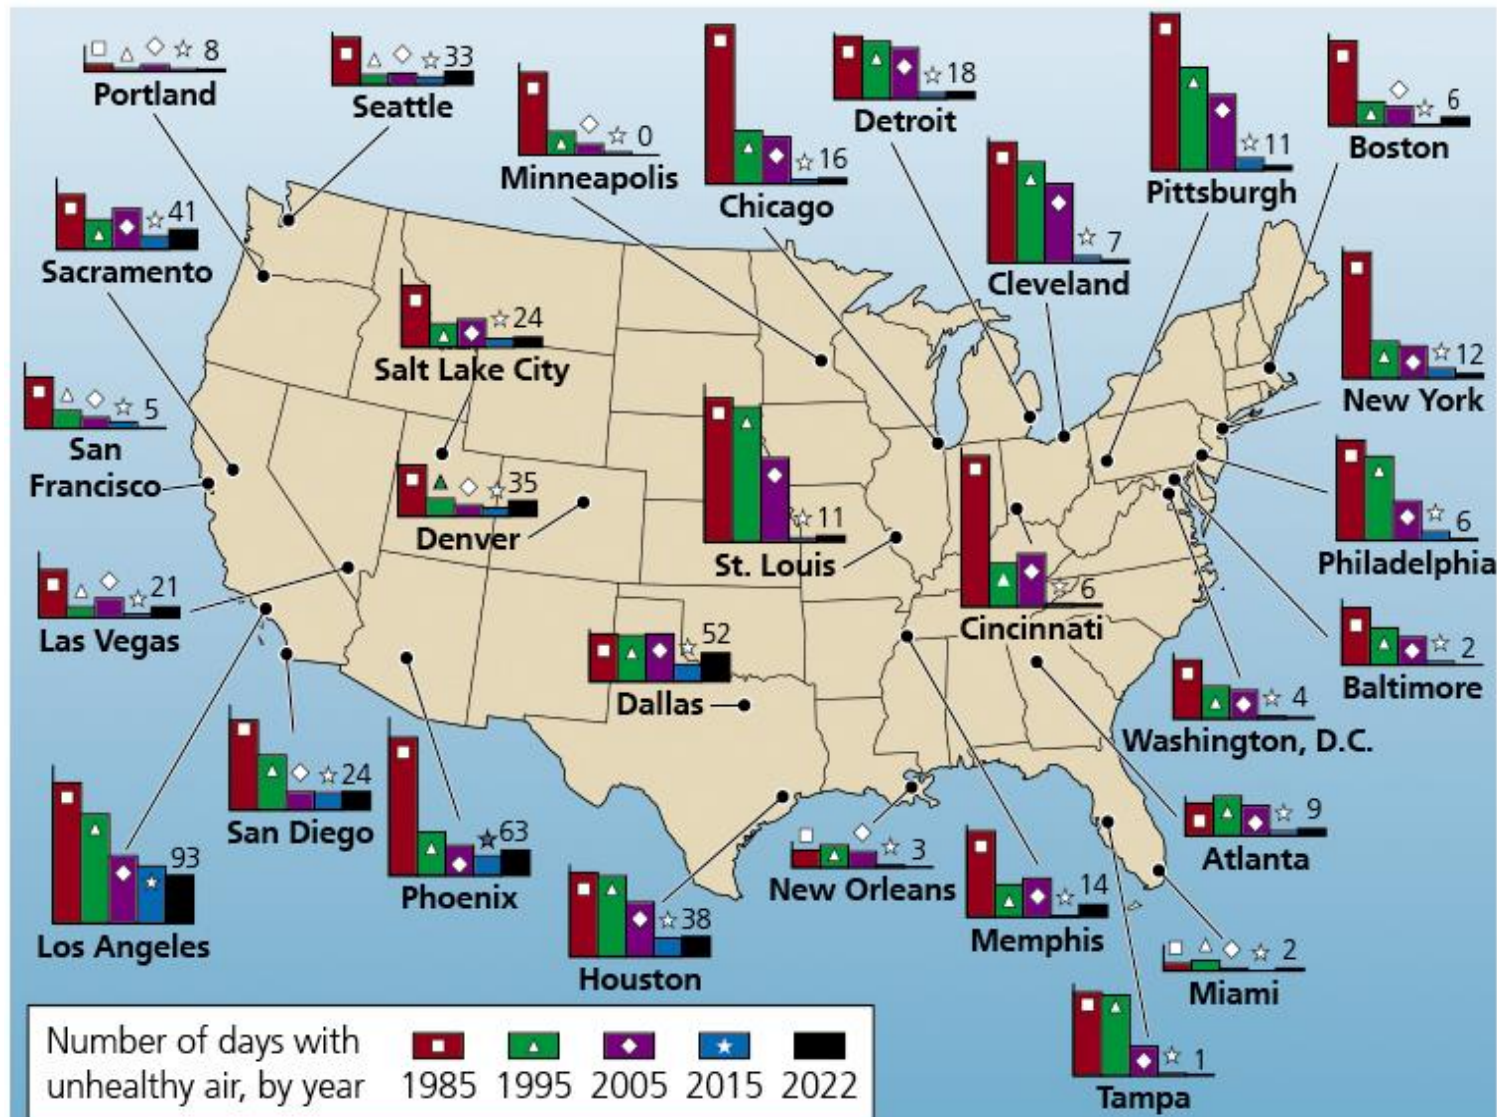 8
Portland
33
Seattle
0
Minneapolis
16
Chicago
18
Detroit
7
Cleveland
11
Pittsburgh
6
Boston
41
Sacramento
24
Salt Lake City
12
New York
5
San
Francisco
35
Denver
11
St. Louis
6
Cincinnati
6
Philadelphia
21
Las Vegas
52
Dallas
2
Baltimore
4
Washington, D.C.
93
Los Angeles
24
San Diego
63
Phoenix
38
Houston
3
New Orleans
14
Memphis
9
Atlanta
2
Miami
1
Tampa
Number of days with
unhealthy air, by year
1985 1995 2005 2015 2022